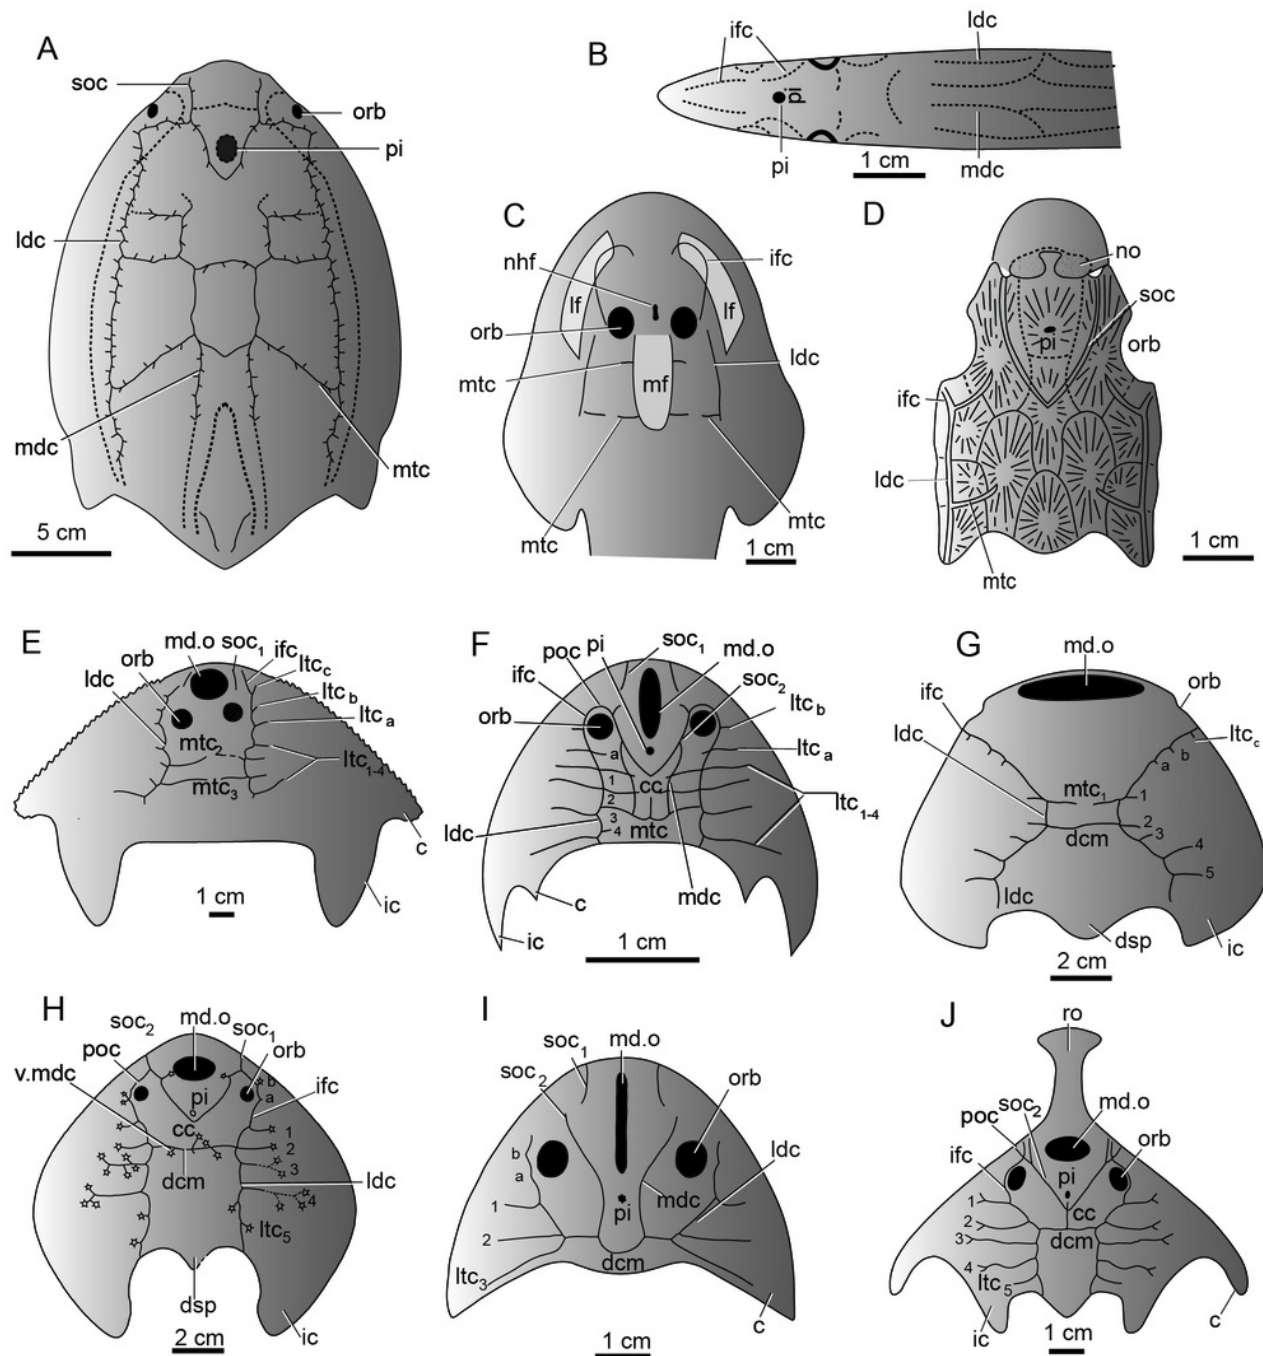 A
soc
orb
pi
ldc
mdc
mtc
5 cm
B
ifc
ldc
pi
pi
mdc
1 cm
C
nhf
ifc
lf
lf
orb
ldc
mtc
mf
mtc
mtc
1 cm
D
no
soc
pi
orb
ifc
ldc
mtc
1 cm
E
md.o
soc1
orb
ifc
ltcc
ldc
ltcb
ltca
mtc2
ltc1-4
mtc3
c
ic
1 cm
F
soc1
pi
md.o
poc
ifc
soc2
orb
ltcb
a
ltca
1
cc
2
ltc1-4
3
ldc
mtc
4
mdc
c
ic
1 cm
G
md.o
orb
ifc
ltcc
ldc
b
a
mtc1
1
2
dcm
3
4
5
ldc
dsp
ic
2 cm
H
md.o
soc2
soc1
orb
poc
v.mdc
b
ifc
a
pi
cc
1
2
dcm
3
ldc
4
ltc5
dsp
ic
2 cm
I
md.o
soc1
soc2
orb
b
ldc
a
1
pi
mdc
2
dcm
ltc3
c
1 cm
J
ro
md.o
soc2
poc
orb
ifc
pi
1
cc
2
dcm
3
4
ltc5
c
ic
1 cm